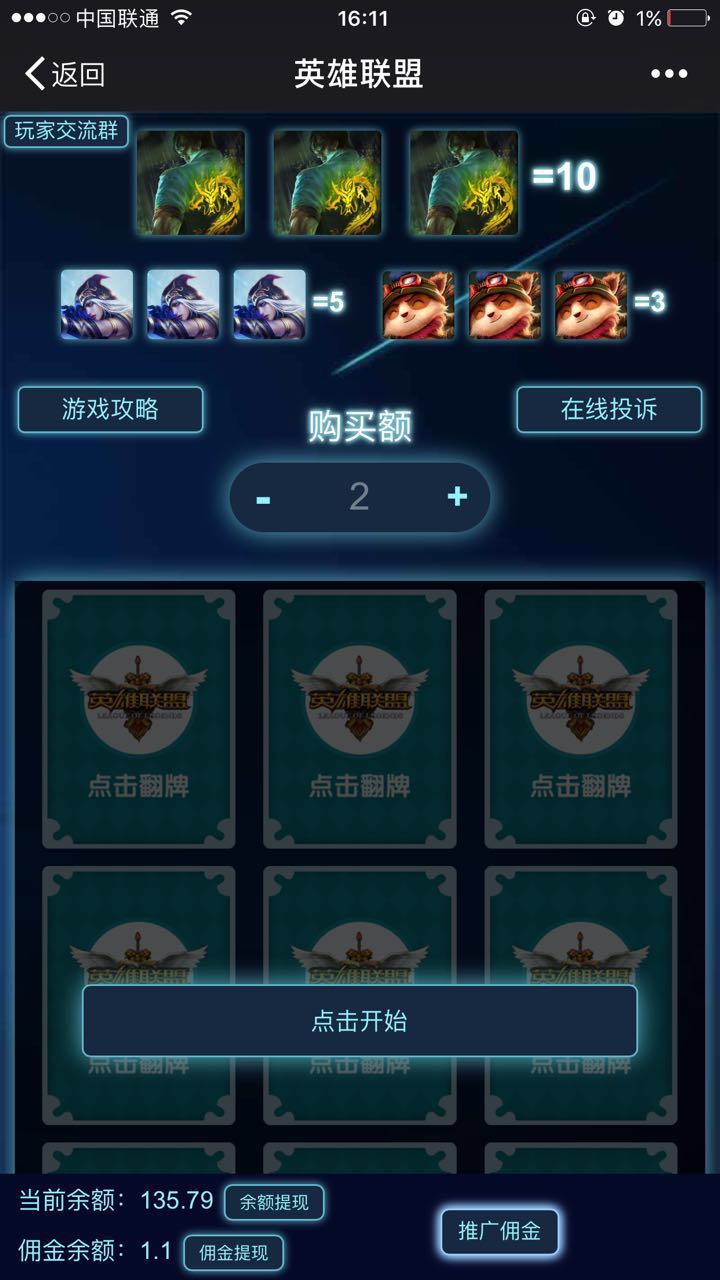 中国联通
16:11
1%
返回
英雄联盟
玩家交流群
=10
=5
=3
游戏攻略
购买额
在线投诉
- 2 +
英雄联盟 英雄联盟 英雄联盟
LEAGUE OF LEGENDS LEAGUE OF LEGENDS LEAGUE OF LEGENDS
点击翻牌 点击翻牌 点击翻牌
英雄联盟 英雄联盟 英雄联盟
点击开始
点击翻牌 点击翻牌 点击翻牌
当前余额：135.79 余额提现
佣金余额：1.1 佣金提现
推广佣金